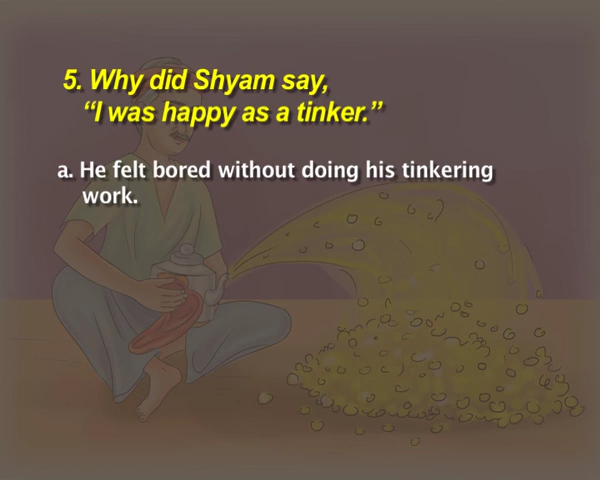 5. Why did Shyam say,
“I was happy as a tinker.”
a. He felt bored without doing his tinkering
work.